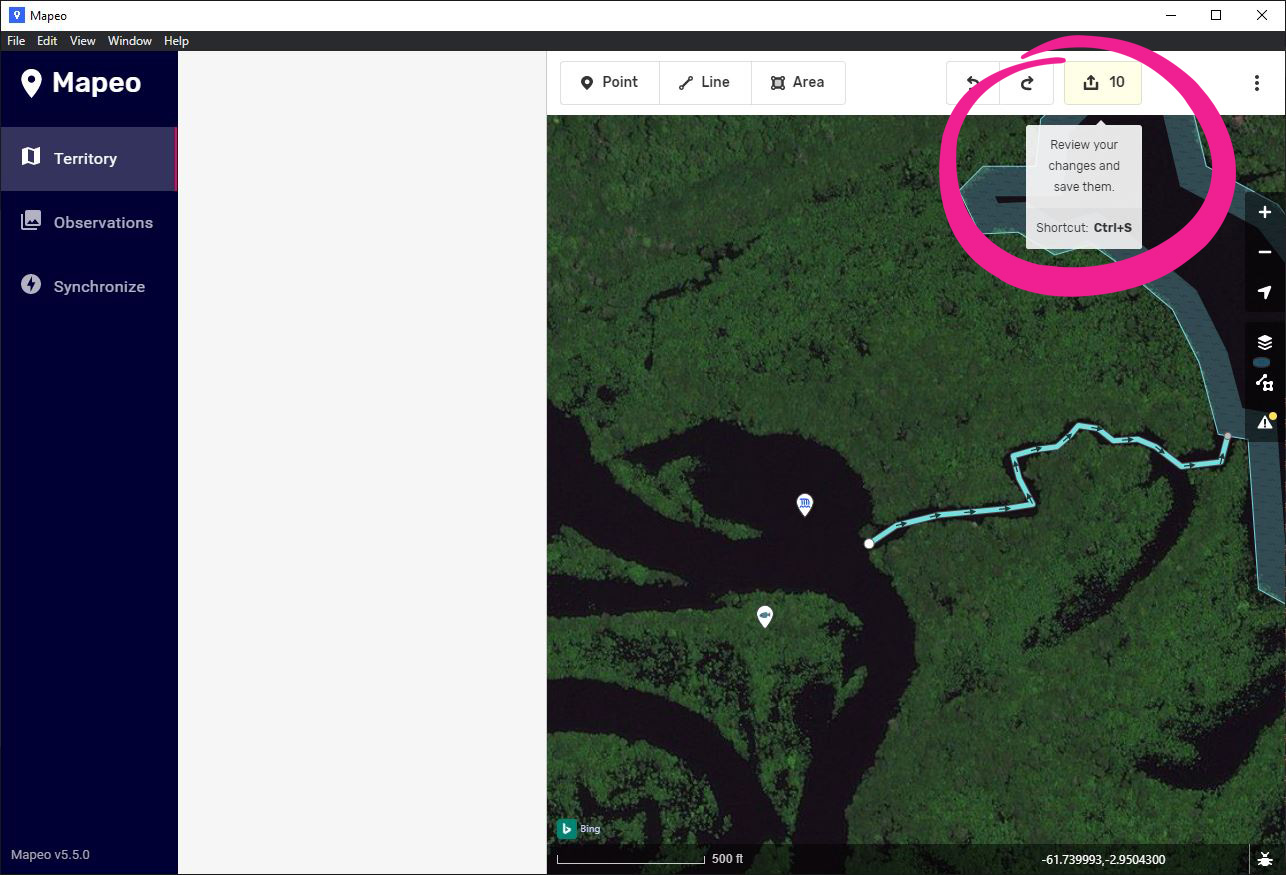 Mapeo
File Edit View Window Help
Mapeo
Territory
Observations
Synchronize
Mapeo v5.5.0
Point Line Area 10
Review your
changes and
save them.
Shortcut: Ctrl+S
Bing
500 ft
-61.739993,-2.9504300